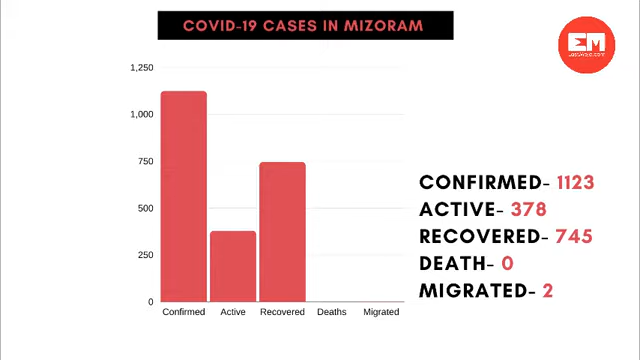 COVID-19 CASES IN MIZORAM
EM
1,250
1,000
750
500
250
0
Confirmed Active Recovered Deaths Migrated
CONFIRMED- 1123
ACTIVE- 378
RECOVERED- 745
DEATH- 0
MIGRATED- 2